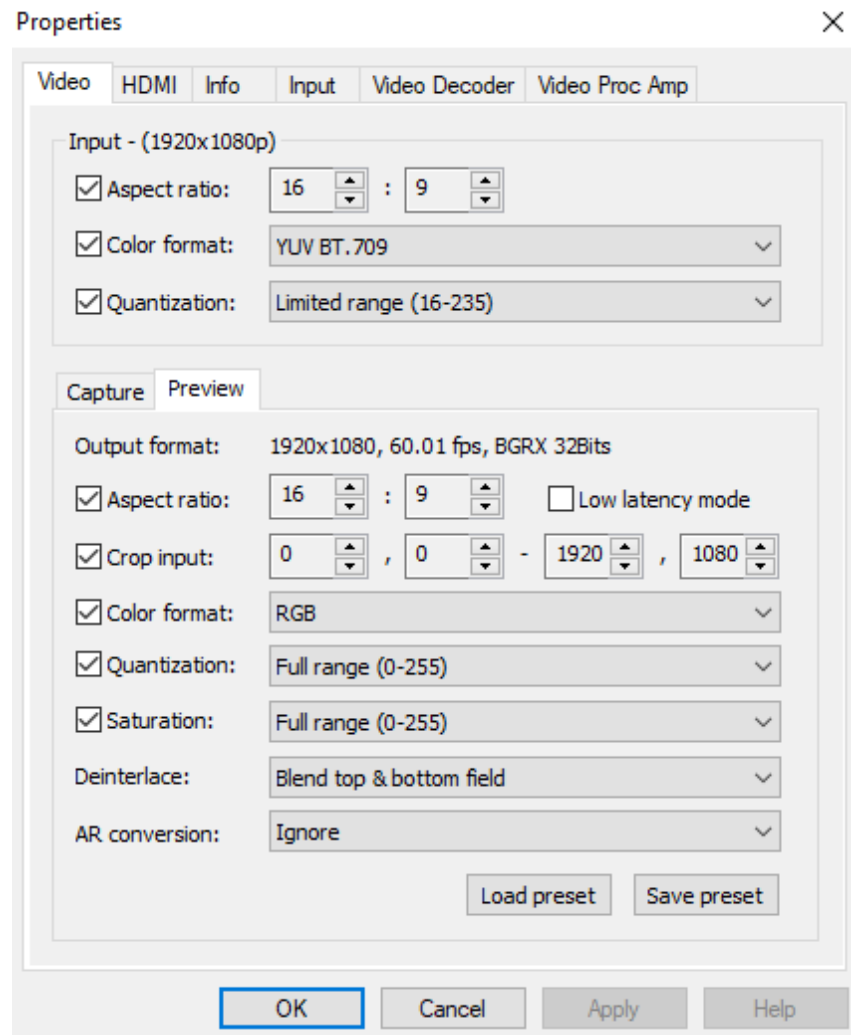 Properties
Video HDMI Info Input Video Decoder Video Proc Amp
Input - (1920x1080p)
Aspect ratio: 16 : 9
Color format: YUV BT.709
Quantization: Limited range (16-235)
Capture Preview
Output format: 1920x1080, 60.01 fps, BGRX 32Bits
Aspect ratio: 16 : 9 Low latency mode
Crop input: 0 , 0 - 1920 , 1080
Color format: RGB
Quantization: Full range (0-255)
Saturation: Full range (0-255)
Deinterlace: Blend top & bottom field
AR conversion: Ignore
Load preset Save preset
OK Cancel Apply Help